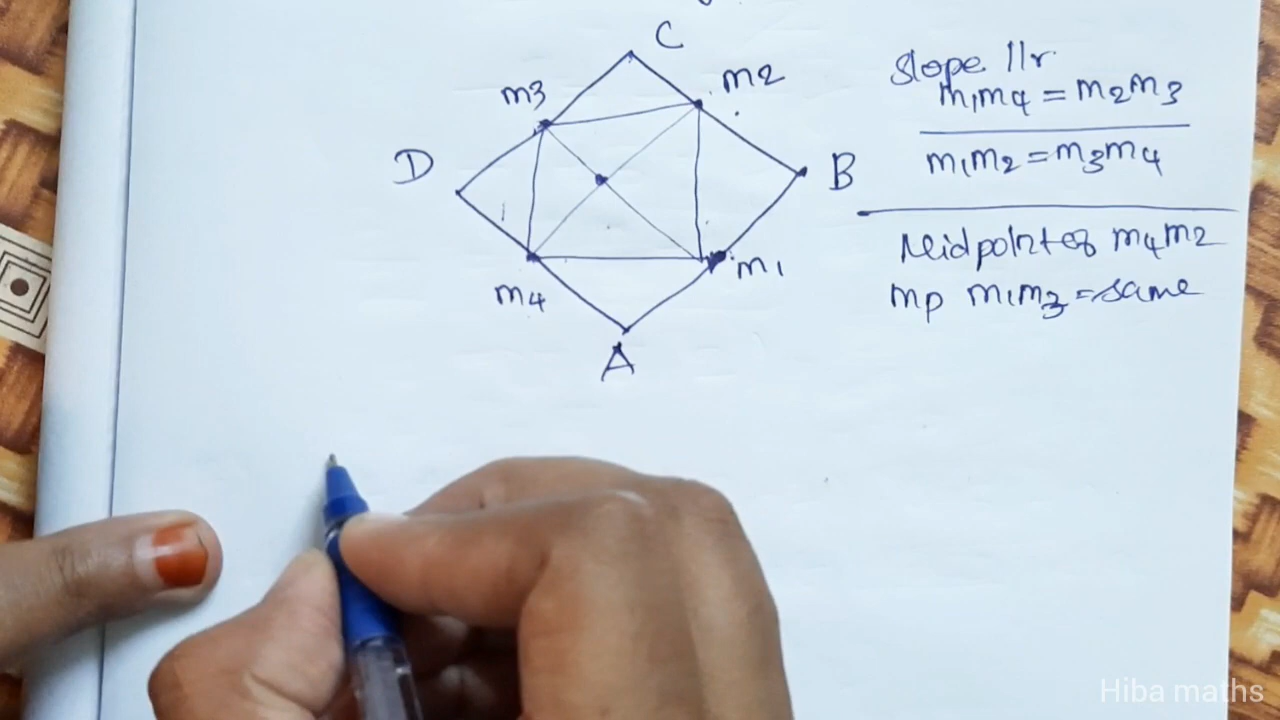 C
m2
m3
D
B
m1
m4
A
Slope llr
m1m4 = m2m3
m1m2 = m3m4
Midpoint of m4m2
mp m1m3 = same
Hiba maths